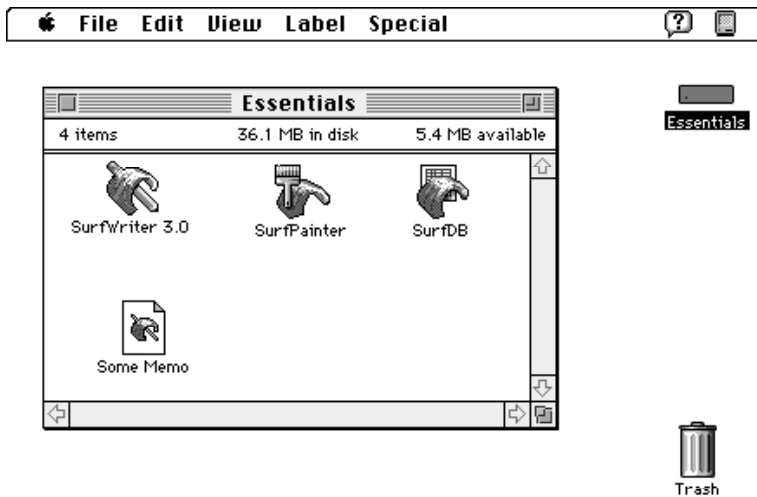 File Edit View Label Special
Essentials
4 items 36.1 MB in disk 5.4 MB available
SurfWriter 3.0 SurfPainter SurfDB
Some Memo
Essentials
Trash